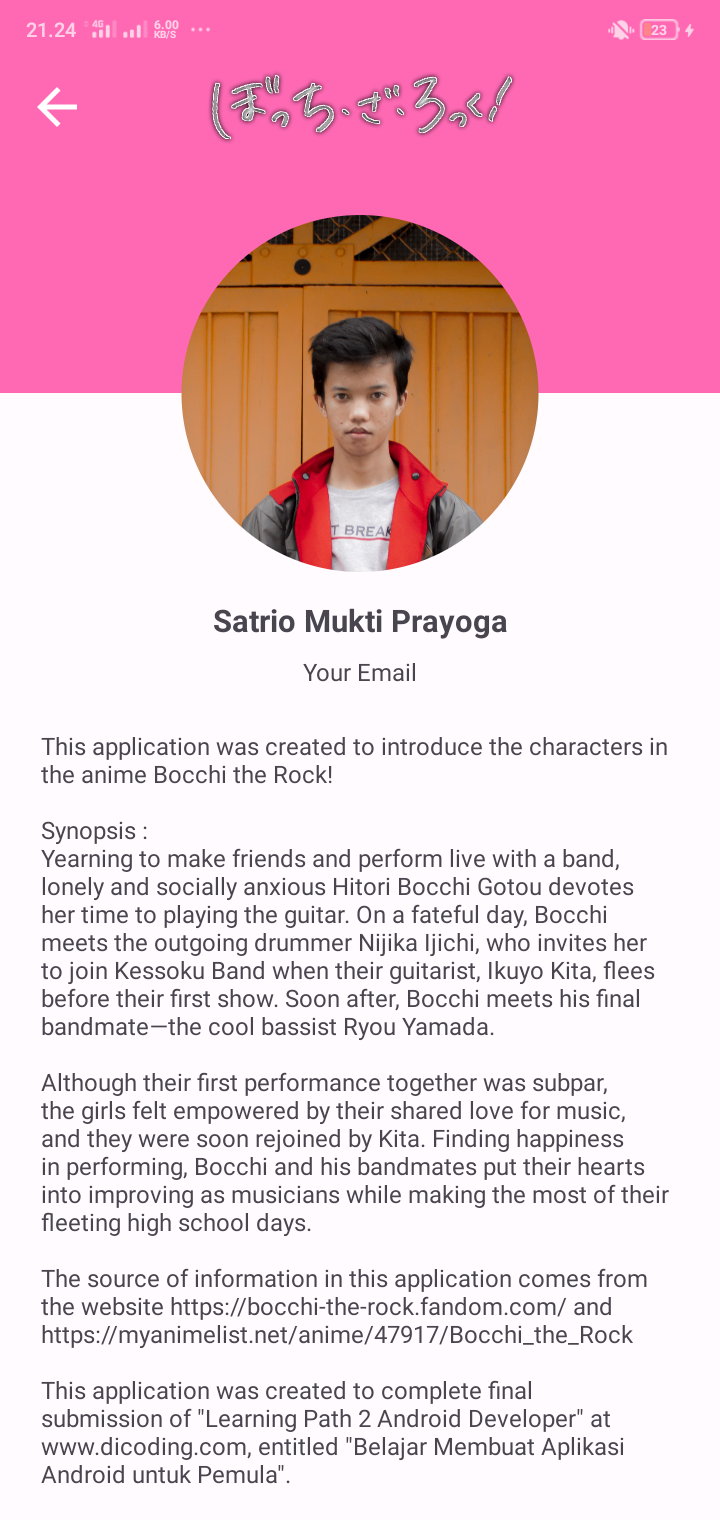 21.24 4G 6.00 KB/S ... 23
ぼっち・ざ・ろっく!
T BREAK
Satrio Mukti Prayoga
Your Email
This application was created to introduce the characters in
the anime Bocchi the Rock!
Synopsis :
Yearning to make friends and perform live with a band,
lonely and socially anxious Hitori Bocchi Gotou devotes
her time to playing the guitar. On a fateful day, Bocchi
meets the outgoing drummer Nijika Ijichi, who invites her
to join Kessoku Band when their guitarist, Ikuyo Kita, flees
before their first show. Soon after, Bocchi meets his final
bandmate—the cool bassist Ryou Yamada.
Although their first performance together was subpar,
the girls felt empowered by their shared love for music,
and they were soon rejoined by Kita. Finding happiness
in performing, Bocchi and his bandmates put their hearts
into improving as musicians while making the most of their
fleeting high school days.
The source of information in this application comes from
the website https://bocchi-the-rock.fandom.com/ and
https://myanimelist.net/anime/47917/Bocchi_the_Rock
This application was created to complete final
submission of "Learning Path 2 Android Developer" at
www.dicoding.com, entitled "Belajar Membuat Aplikasi
Android untuk Pemula".